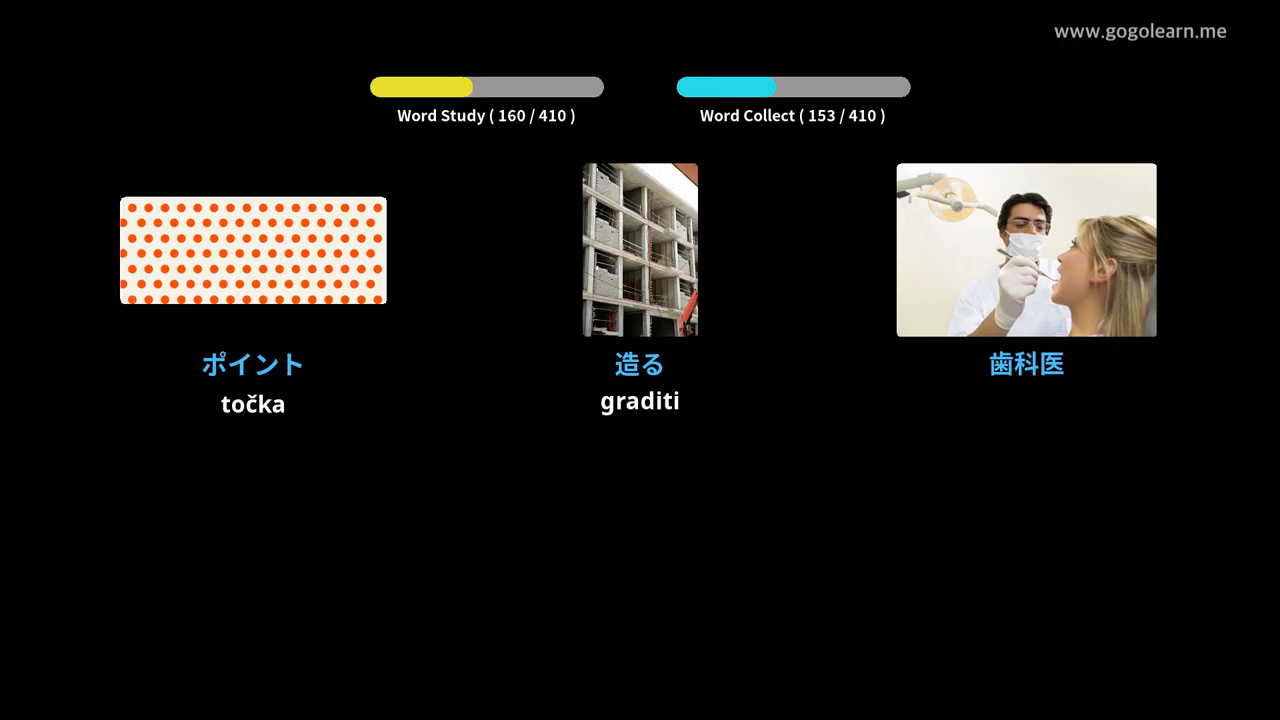 www.gogolearn.me
Word Study ( 160 / 410 )
Word Collect ( 153 / 410 )
ポイント
točka
造る
graditi
歯科医